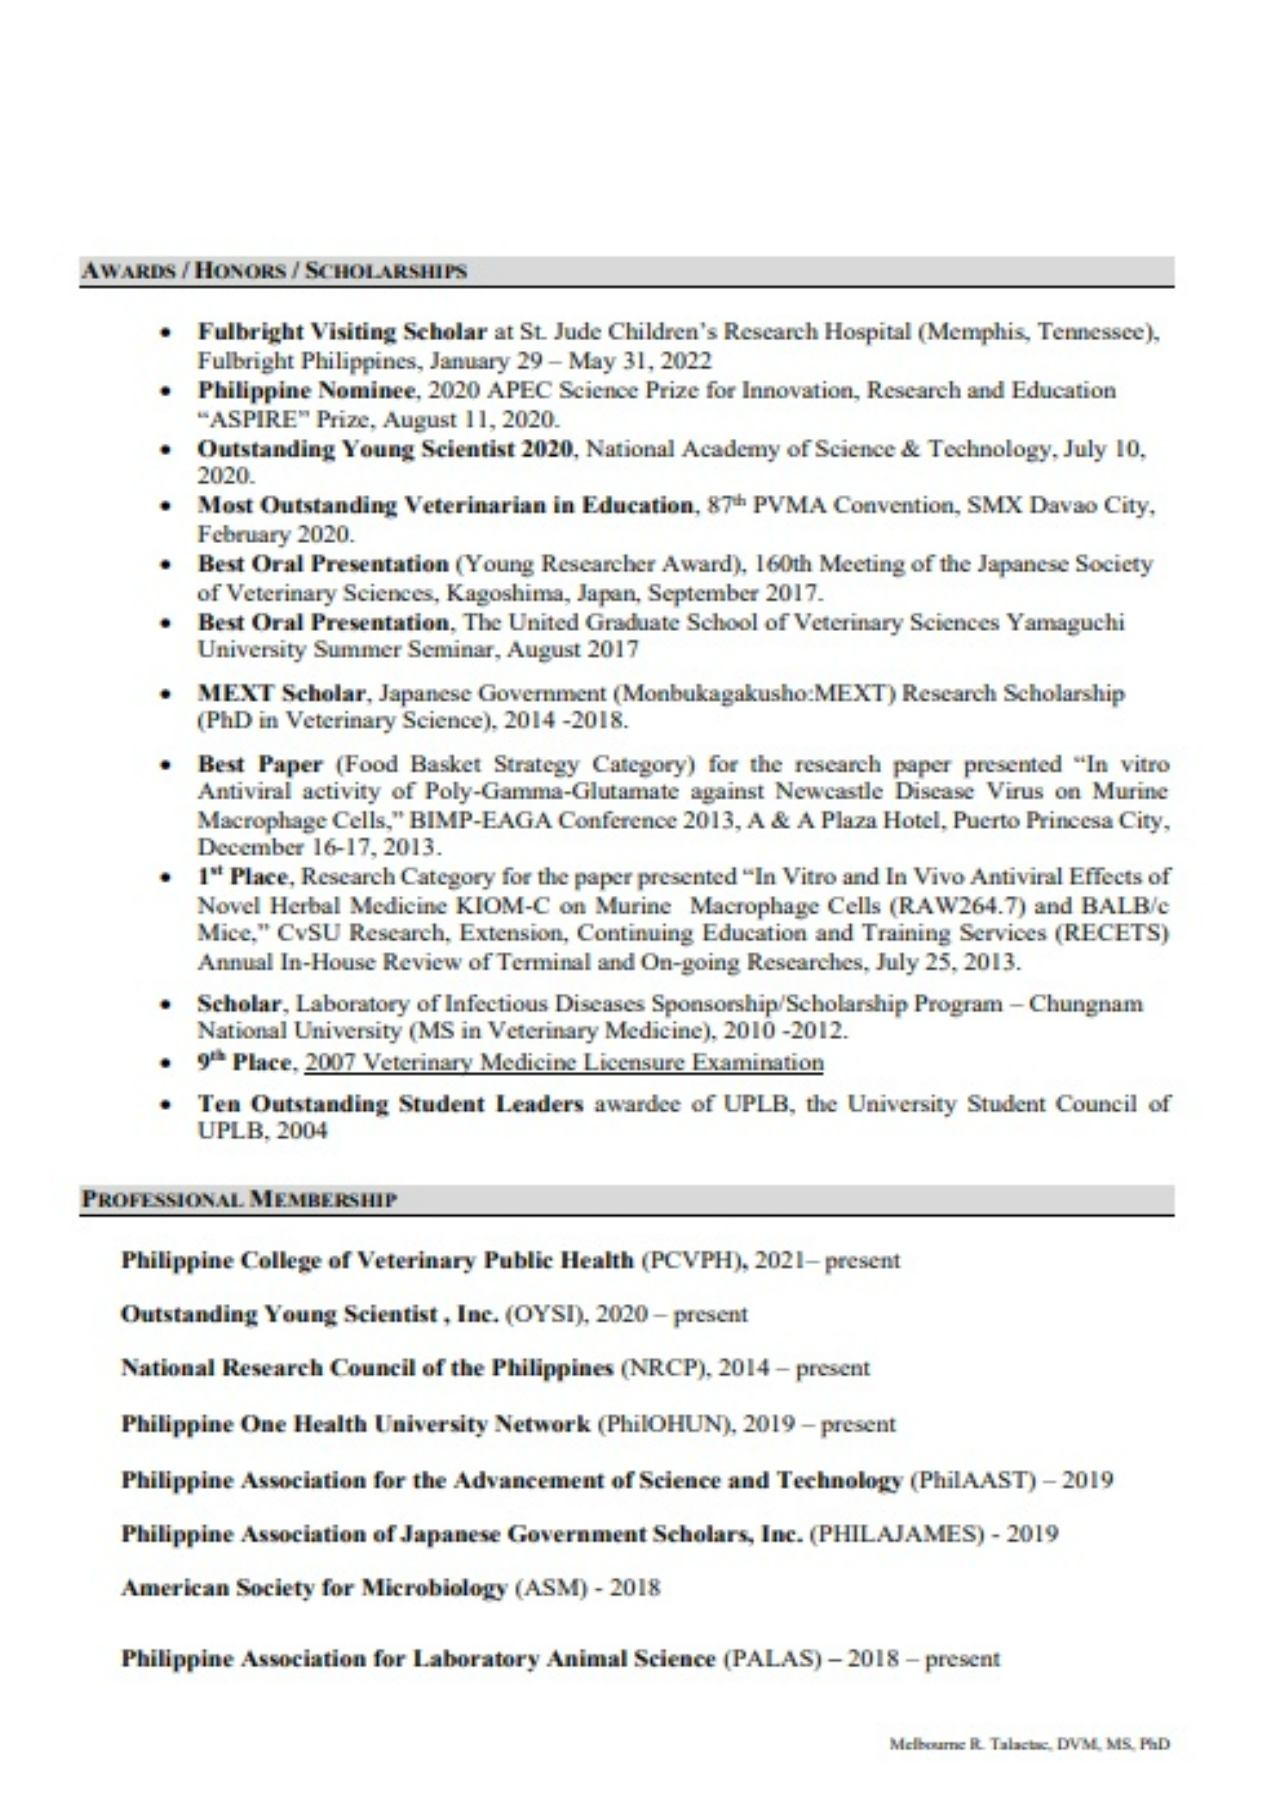 AWARDS / HONORS / SCHOLARSHIPS
• Fulbright Visiting Scholar at St. Jude Children's Research Hospital (Memphis, Tennessee),
Fulbright Philippines, January 29 – May 31, 2022
• Philippine Nominee, 2020 APEC Science Prize for Innovation, Research and Education
“ASPIRE” Prize, August 11, 2020.
• Outstanding Young Scientist 2020, National Academy of Science & Technology, July 10,
2020.
• Most Outstanding Veterinarian in Education, 87th PVMA Convention, SMX Davao City,
February 2020.
• Best Oral Presentation (Young Researcher Award), 160th Meeting of the Japanese Society
of Veterinary Sciences, Kagoshima, Japan, September 2017.
• Best Oral Presentation, The United Graduate School of Veterinary Sciences Yamaguchi
University Summer Seminar, August 2017
• MEXT Scholar, Japanese Government (Monbukagakusho:MEXT) Research Scholarship
(PhD in Veterinary Science), 2014 -2018.
• Best Paper (Food Basket Strategy Category) for the research paper presented “In vitro
Antiviral activity of Poly-Gamma-Glutamate against Newcastle Disease Virus on Murine
Macrophage Cells,” BIMP-EAGA Conference 2013, A & A Plaza Hotel, Puerto Princesa City,
December 16-17, 2013.
• 1st Place, Research Category for the paper presented “In Vitro and In Vivo Antiviral Effects of
Novel Herbal Medicine KIOM-C on Murine Macrophage Cells (RAW264.7) and BALB/c
Mice,” CvSU Research, Extension, Continuing Education and Training Services (RECETS)
Annual In-House Review of Terminal and On-going Researches, July 25, 2013.
• Scholar, Laboratory of Infectious Diseases Sponsorship/Scholarship Program – Chungnam
National University (MS in Veterinary Medicine), 2010 -2012.
• 9th Place, 2007 Veterinary Medicine Licensure Examination
• Ten Outstanding Student Leaders awardee of UPLB, the University Student Council of
UPLB, 2004
PROFESSIONAL MEMBERSHIP
Philippine College of Veterinary Public Health (PCVPH), 2021– present
Outstanding Young Scientist , Inc. (OYSI), 2020 – present
National Research Council of the Philippines (NRCP), 2014 – present
Philippine One Health University Network (PhilOHUN), 2019 – present
Philippine Association for the Advancement of Science and Technology (PhilAAST) – 2019
Philippine Association of Japanese Government Scholars, Inc. (PHILAJAMES) - 2019
American Society for Microbiology (ASM) - 2018
Philippine Association for Laboratory Animal Science (PALAS) – 2018 – present
Melbourne R. Talactac, DVM, MS, PhD